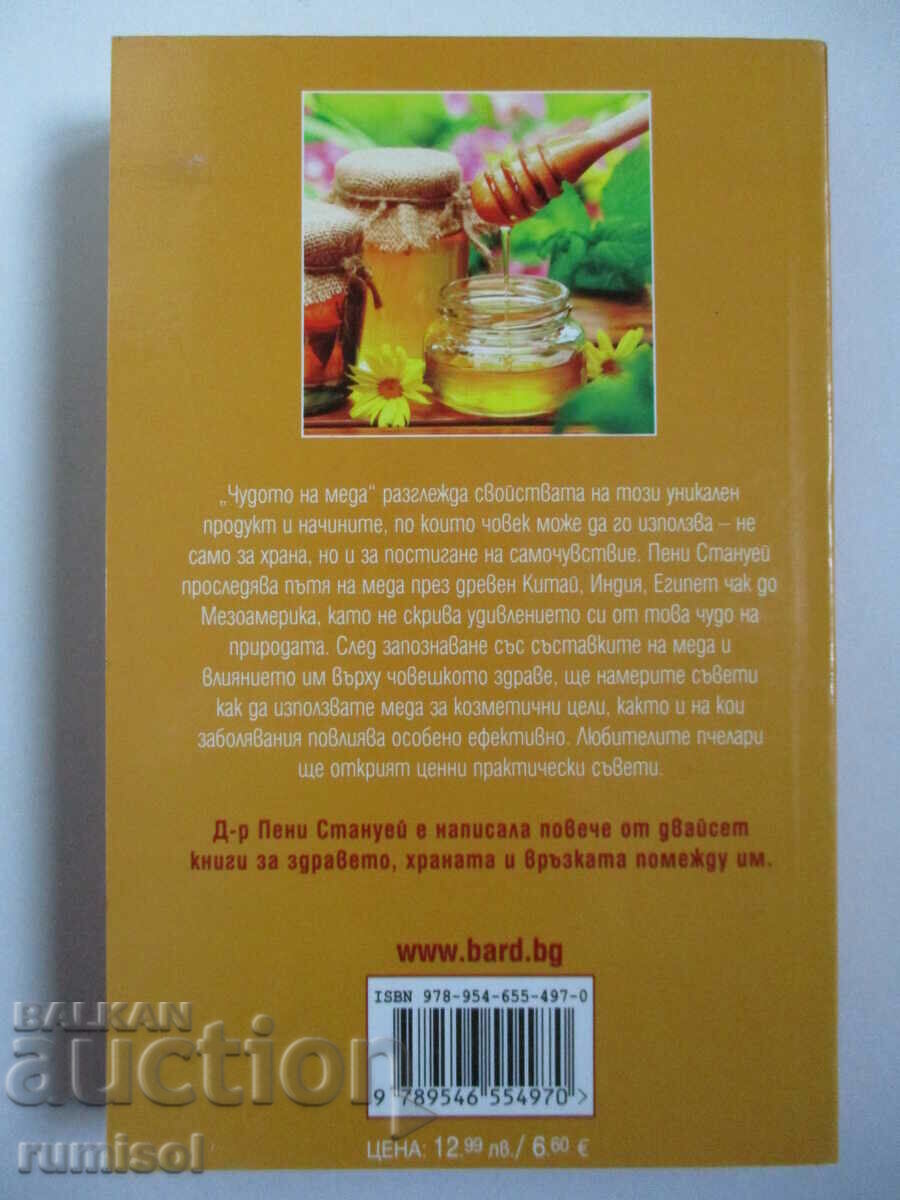 „Чудото на меда“ разглежда свойствата на този уникален
продукт и начините, по които човек може да го използва – не
само за храна, но и за постигане на самочувствие. Пени Стануей
проследява пътя на меда през древен Китай, Индия, Египет чак до
Мезоамерика, като не скрива удивлението си от това чудо на
природата. След запознаване със съставките на меда и
влиянието им върху човешкото здраве, ще намерите съвети
как да използвате меда за козметични цели, както и на кои
заболявания повлиява особено ефективно. Любителите пчелари
ще открият ценни практически съвети.
Д-р Пени Стануей е написала повече от двайсет
книги за здравето, храната и връзката помежду им.
www.bard.bg
ISBN 978-954-655-497-0
9 789546 554970
ЦЕНА: 12.99 лв./ 6.60 €
BALKAN
auction
rumisol